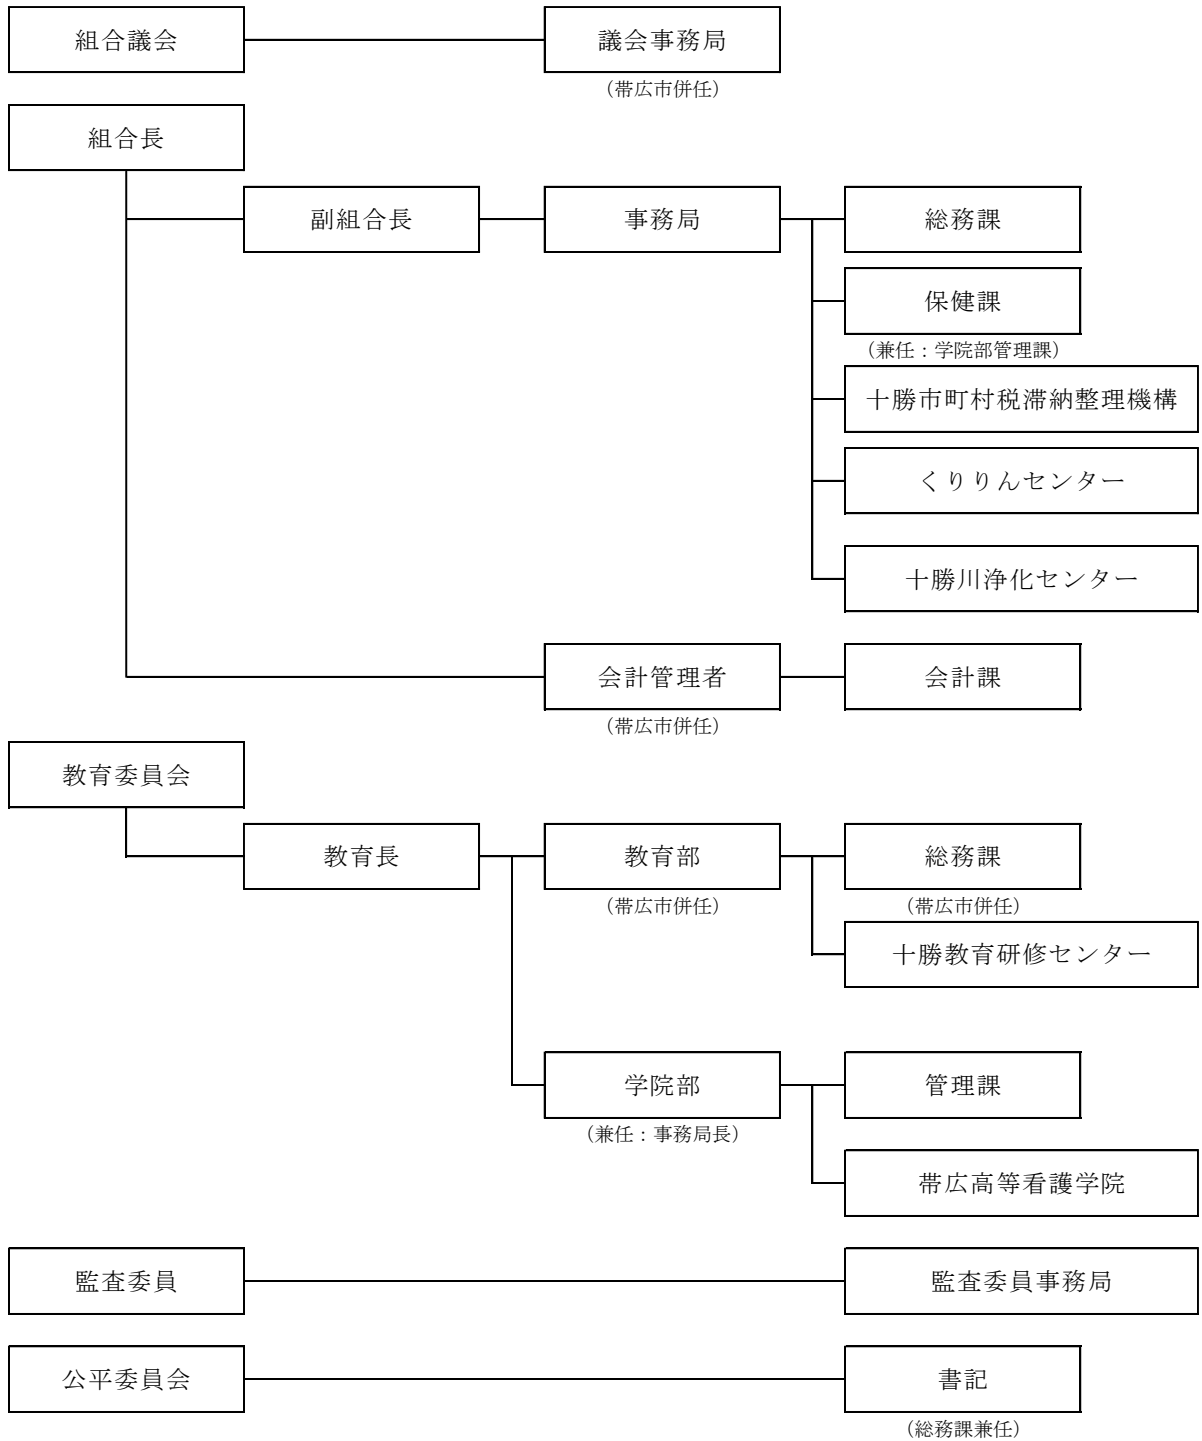 組合議会
議会事務局
（帯広市併任）
組合長
副組合長
事務局
総務課
保健課
（兼任：学院部管理課）
十勝市町村税滞納整理機構
くりりんセンター
十勝川浄化センター
会計管理者
（帯広市併任）
会計課
教育委員会
教育長
教育部
（帯広市併任）
総務課
（帯広市併任）
十勝教育研修センター
学院部
（兼任：事務局長）
管理課
帯広高等看護学院
監査委員
監査委員事務局
公平委員会
書記
（総務課兼任）